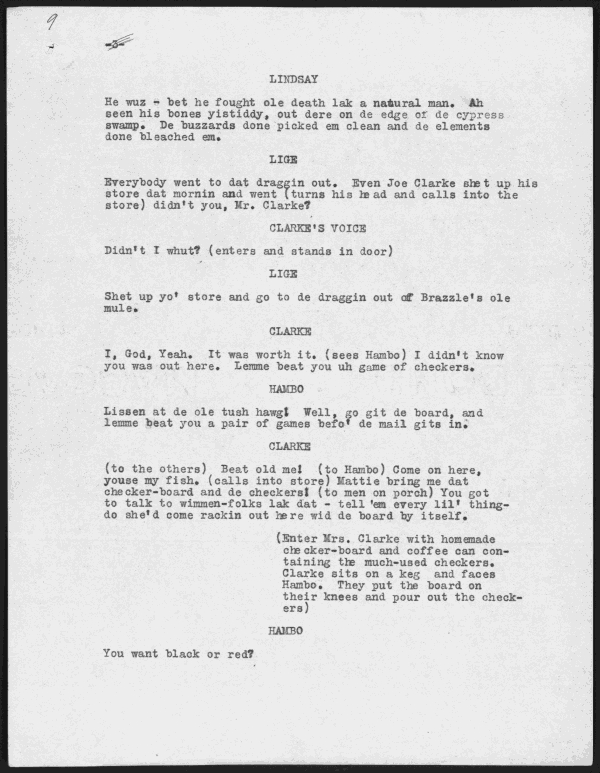 9
-3-
LINDSAY
He wuz - bet he fought ole death lak a natural man. Ah
seen his bones yistiddy, out dere on de edge of de cypress
swamp. De buzzards done picked em clean and de elements
done bleached em.
LIGE
Everybody went to dat draggin out. Even Joe Clarke shet up his
store dat mornin and went (turns his head and calls into the
store) didn't you, Mr. Clarke?
CLARKE'S VOICE
Didn't I whut? (enters and stands in door)
LIGE
Shet up yo' store and go to de draggin out of Brazzle's ole
mule.
CLARKE
I, God, Yeah. It was worth it. (sees Hambo) I didn't know
you was out here. Lemme beat you uh game of checkers.
HAMBO
Lissen at de ole tush hawg! Well, go git de board, and
lemme beat you a pair of games befo' de mail gits in.
CLARKE
(to the others) Beat old me! (to Hambo) Come on here,
youse my fish. (calls into store) Mattie bring me dat
checker-board and de checkers! (to men on porch) You got
to talk to wimmen-folks lak dat - tell 'em every lil' thing-
do she'd come rackin out here wid de board by itself.
(Enter Mrs. Clarke with homemade
checker-board and coffee can con-
taining the much-used checkers.
Clarke sits on a keg and faces
Hambo. They put the board on
their knees and pour out the check-
ers)
HAMBO
You want black or red?